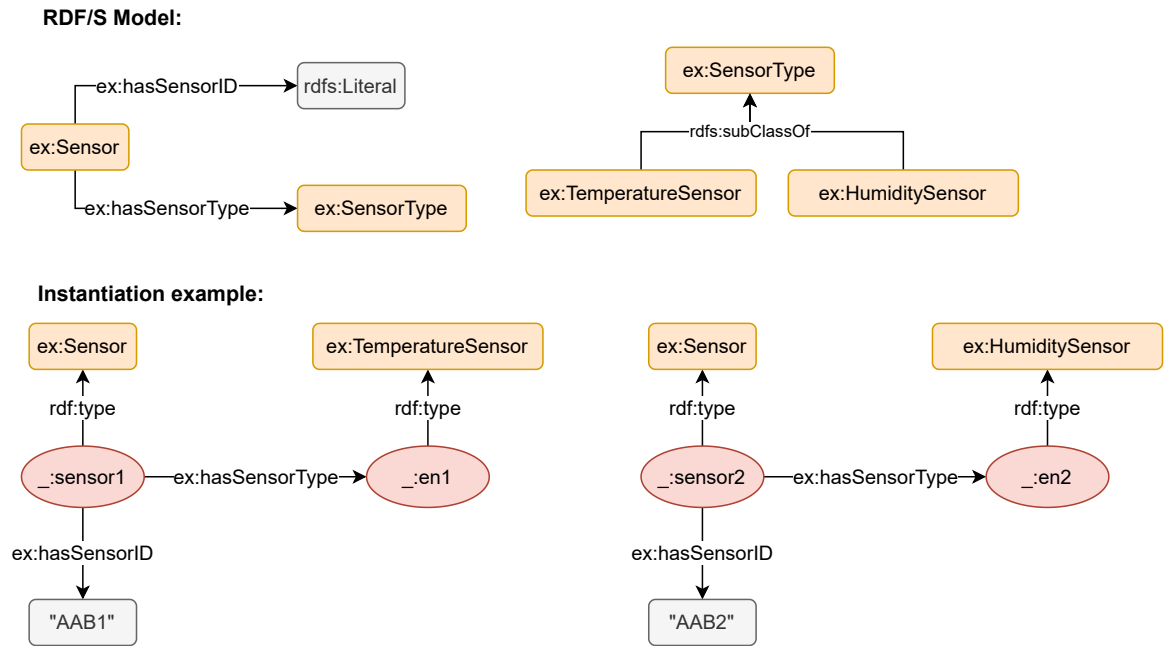 RDF/S Model:
ex:hasSensorID
rdfs:Literal
ex:Sensor
ex:hasSensorType
ex:SensorType
ex:SensorType
rdfs:subClassOf
ex:TemperatureSensor
ex:HumiditySensor
Instantiation example:
ex:Sensor
ex:TemperatureSensor
rdf:type
rdf:type
_:sensor1
ex:hasSensorType
_:en1
ex:hasSensorID
"AAB1"
ex:Sensor
ex:HumiditySensor
rdf:type
rdf:type
_:sensor2
ex:hasSensorType
_:en2
ex:hasSensorID
"AAB2"